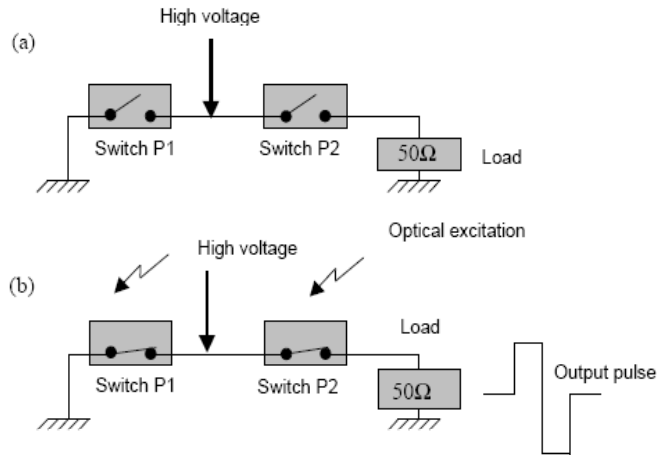 High voltage
(a)
Switch P1
Switch P2
50Ω
Load
Optical excitation
High voltage
(b)
Load
Switch P1
Switch P2
50Ω
Output pulse